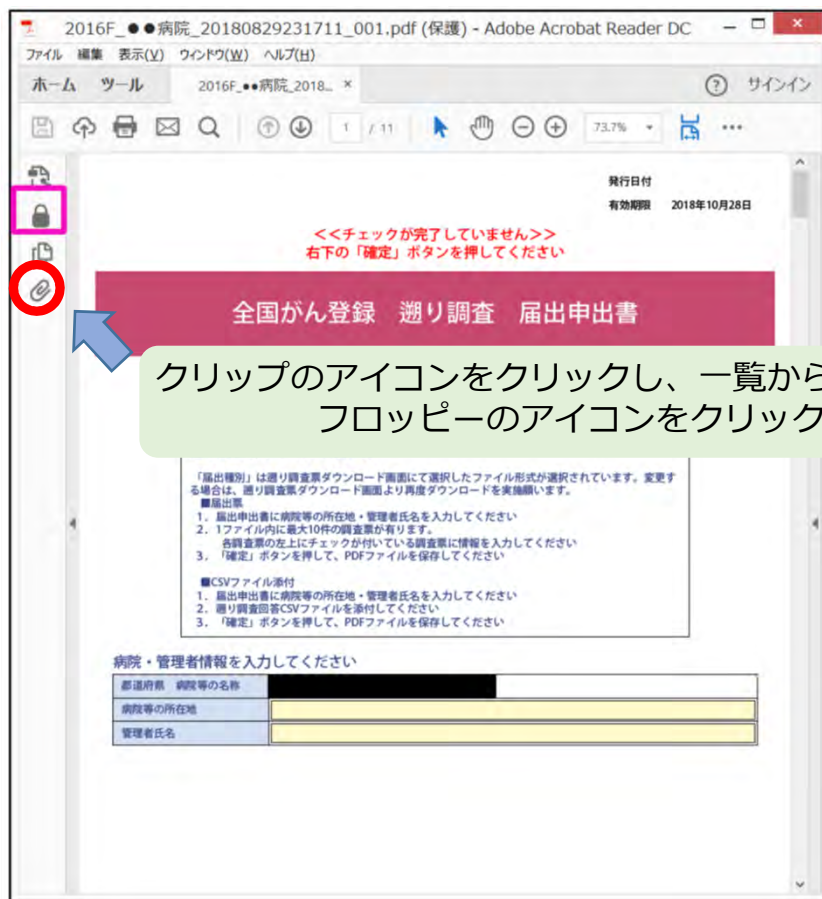 2016F_●●病院_20180829231711_001.pdf (保護) - Adobe Acrobat Reader DC
ファイル 編集 表示(V) ウィンドウ(W) ヘルプ(H)
ホーム ツール 2016F_●●病院_2018... × サインイン
1 / 11 73.7%
発行日付
有効期限 2018年10月28日
<<チェックが完了していません>>
右下の「確定」ボタンを押してください
全国がん登録 遡り調査 届出申出書
クリップのアイコンをクリックし、一覧から
フロッピーのアイコンをクリック
「届出種別」は遡り調査票ダウンロード画面にて選択したファイル形式が選択されています。変更す
る場合は、遡り調査票ダウンロード画面より再度ダウンロードを実施願います。
■届出票
1. 届出申出書に病院等の所在地・管理者氏名を入力してください
2. 1ファイル内に最大10件の調査票が有ります。
各調査票の左上にチェックが付いている調査票に情報を入力してください
3. 「確定」ボタンを押して、PDFファイルを保存してください
■CSVファイル添付
1. 届出申出書に病院等の所在地・管理者氏名を入力してください
2. 遡り調査回答CSVファイルを添付してください
3. 「確定」ボタンを押して、PDFファイルを保存してください
病院・管理者情報を入力してください
都道府県 病院等の名称
病院等の所在地
管理者氏名